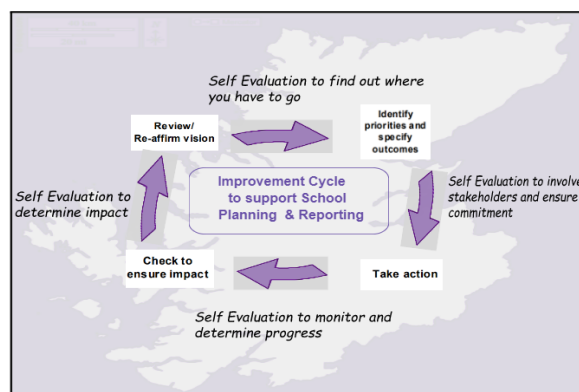 Self Evaluation to find out where
you have to go
Review/
Re-affirm vision
Identify
priorities and
specify
outcomes
Self Evaluation to
determine impact
Improvement Cycle
to support School
Planning & Reporting
Self Evaluation to involve
stakeholders and ensure
commitment
Check to
ensure impact
Take action
Self Evaluation to monitor and
determine progress